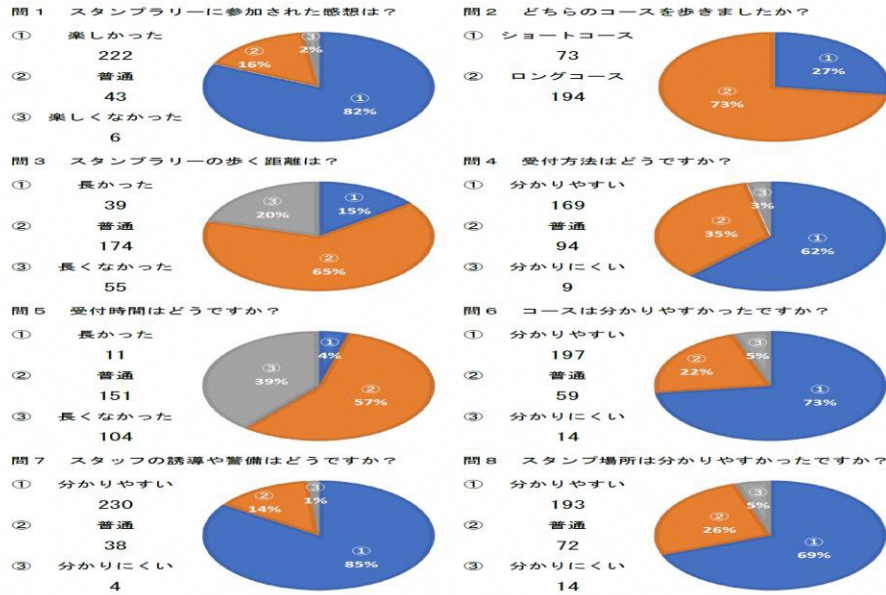 問1　スタンプラリーに参加された感想は？
①　楽しかった
222
②　普通
43
③　楽しくなかった
6
①
82%
②
16%
③
2%
問2　どちらのコースを歩きましたか？
①　ショートコース
73
②　ロングコース
194
①
27%
②
73%
問3　スタンプラリーの歩く距離は？
①　長かった
39
②　普通
174
③　長くなかった
55
①
15%
②
65%
③
20%
問4　受付方法はどうですか？
①　分かりやすい
169
②　普通
94
③　分かりにくい
9
①
62%
②
35%
③
3%
問5　受付時間はどうですか？
①　長かった
11
②　普通
151
③　長くなかった
104
①
4%
②
57%
③
39%
問6　コースは分かりやすかったですか？
①　分かりやすい
197
②　普通
59
③　分かりにくい
14
①
73%
②
22%
③
5%
問7　スタッフの誘導や警備はどうですか？
①　分かりやすい
230
②　普通
38
③　分かりにくい
4
①
85%
②
14%
③
1%
問8　スタンプ場所は分かりやすかったですか？
①　分かりやすい
193
②　普通
72
③　分かりにくい
14
①
69%
②
26%
③
5%